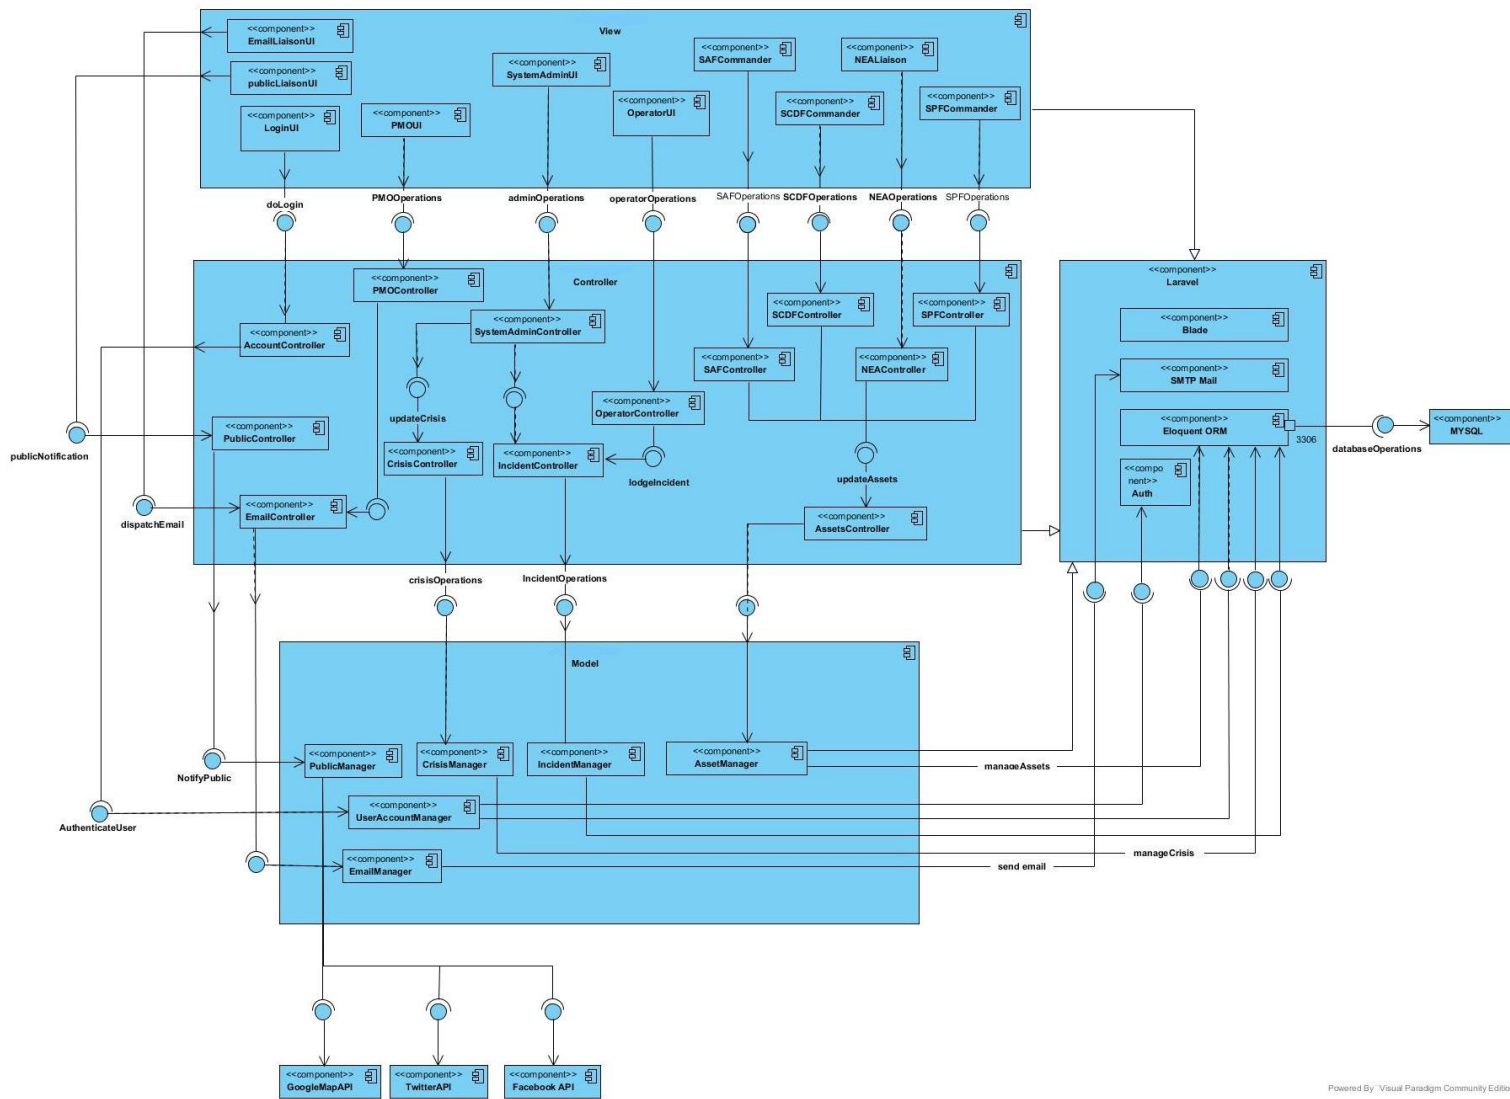 View
<<component>>
EmailLiaisonUI
<<component>>
publicLiaisonUI
<<component>>
LoginUI
<<component>>
PMOUI
<<component>>
SystemAdminUI
<<component>>
OperatorUI
<<component>>
SAFCommander
<<component>>
SCDFCommander
<<component>>
NEALiaison
<<component>>
SPFCommander
doLogin
PMOOperations
adminOperations
operatorOperations
SAFOperations
SCDFOperations
NEAOperations
SPFOperations
Controller
<<component>>
PMOController
<<component>>
SystemAdminController
<<component>>
AccountController
<<component>>
SCDFController
<<component>>
SPFController
<<component>>
SAFController
<<component>>
NEAController
<<component>>
OperatorController
updateCrisis
<<component>>
PublicController
<<component>>
CrisisController
<<component>>
IncidentController
lodgeIncident
updateAssets
<<component>>
EmailController
<<component>>
AssetsController
publicNotification
dispatchEmail
<<component>>
Laravel
<<component>>
Blade
<<component>>
SMTP Mail
<<component>>
Eloquent ORM
3306
<<compo
nent>>
Auth
databaseOperations
<<component>>
MYSQL
crisisOperations
IncidentOperations
Model
<<component>>
PublicManager
<<component>>
CrisisManager
<<component>>
IncidentManager
<<component>>
AssetManager
manageAssets
NotifyPublic
<<component>>
UserAccountManager
AuthenticateUser
<<component>>
EmailManager
manageCrisis
send email
<<component>>
GoogleMapAPI
<<component>>
TwitterAPI
<<component>>
Facebook API
Powered By Visual Paradigm Community Editio